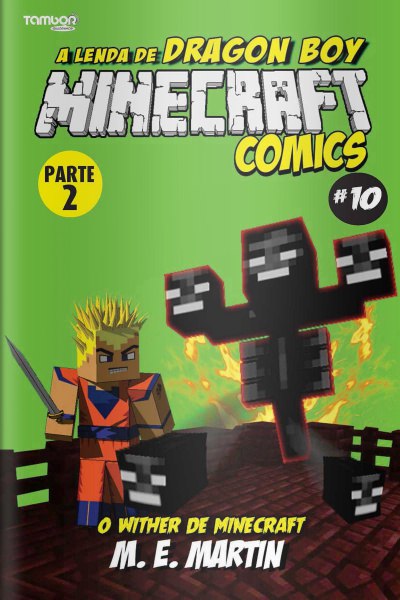 TAMBOR
A LENDA DE DRAGON BOY
MINECRAFT
COMICS
PARTE
2
#10
O WITHER DE MINECRAFT
M. E. MARTIN